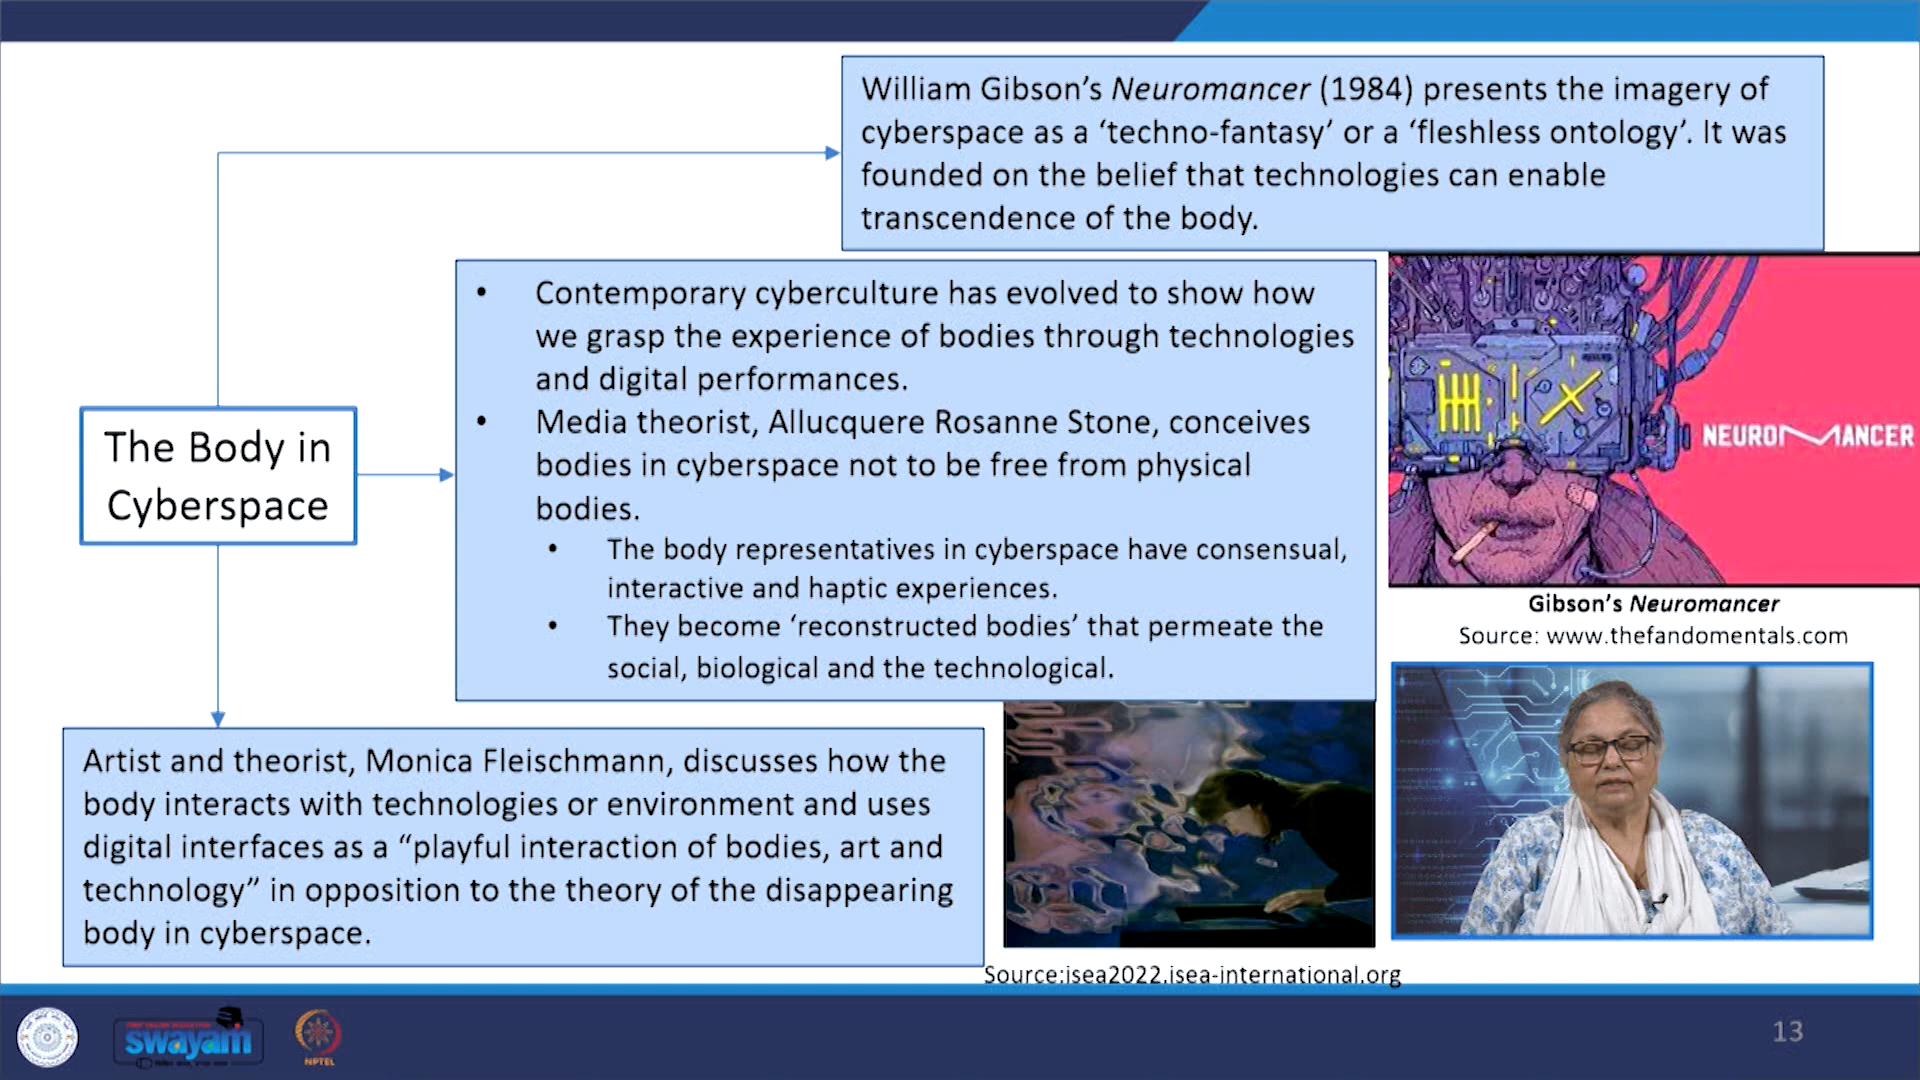 William Gibson’s Neuromancer (1984) presents the imagery of
cyberspace as a ‘techno-fantasy’ or a ‘fleshless ontology’. It was
founded on the belief that technologies can enable
transcendence of the body.
The Body in
Cyberspace
• Contemporary cyberculture has evolved to show how
we grasp the experience of bodies through technologies
and digital performances.
• Media theorist, Allucquere Rosanne Stone, conceives
bodies in cyberspace not to be free from physical
bodies.
• The body representatives in cyberspace have consensual,
interactive and haptic experiences.
• They become ‘reconstructed bodies’ that permeate the
social, biological and the technological.
NEUROMANCER
Gibson’s Neuromancer
Source: www.thefandomentals.com
Artist and theorist, Monica Fleischmann, discusses how the
body interacts with technologies or environment and uses
digital interfaces as a “playful interaction of bodies, art and
technology” in opposition to the theory of the disappearing
body in cyberspace.
Source:isea2022.isea-international.org
swayam
NPTEL
13